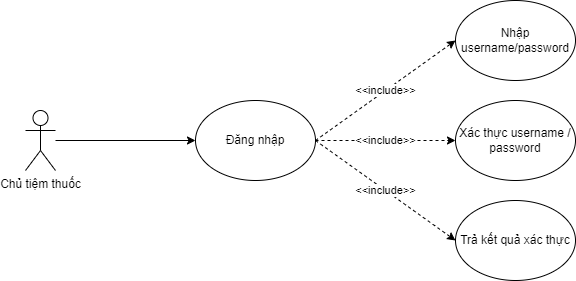 Nhập
username/password
<<include>>
Chủ tiệm thuốc
Đăng nhập
<<include>>
Xác thực username /
password
<<include>>
Trả kết quả xác thực